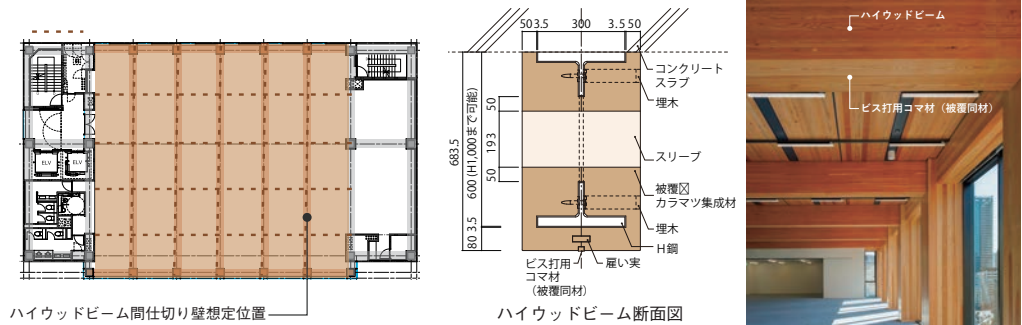 ELV
ELV
ハイウッドビーム間仕切り壁想定位置
50 3.5
300
3.5 50
683.5
600 (H1,000まで可能)
80 3.5
50
193
50
コンクリート
スラブ
埋木
スリーブ
被覆
カラマツ集成材
埋木
H鋼
雇い実
ビス打用
コマ材
（被覆同材）
ハイウッドビーム断面図
ハイウッドビーム
ビス打用コマ材（被覆同材）